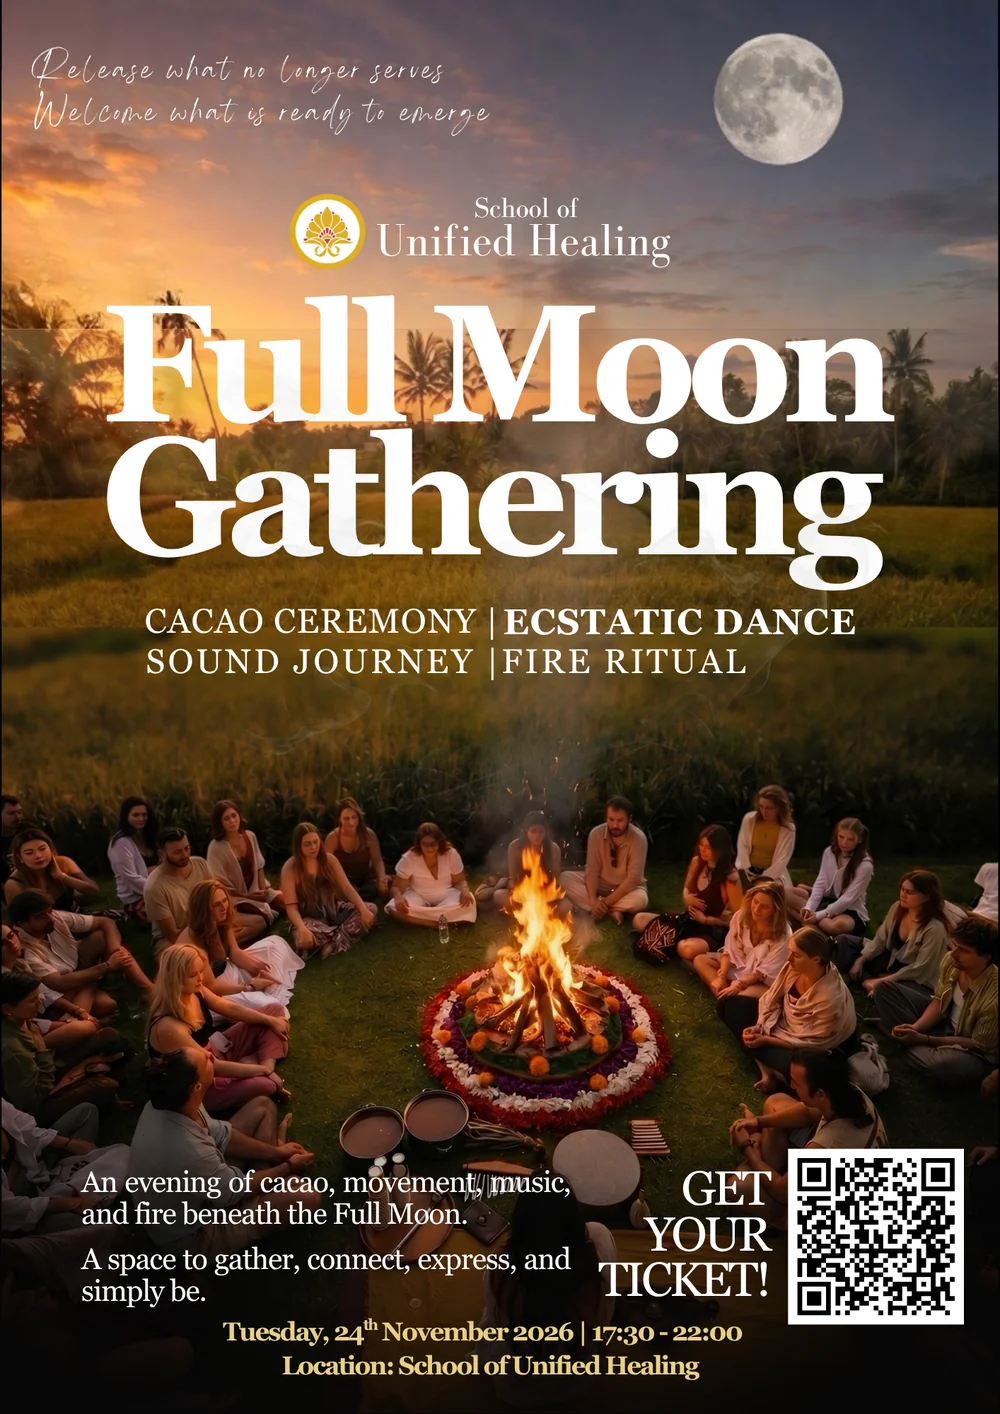 Release what no longer serves
Welcome what is ready to emerge
School of
Unified Healing
Full Moon
Gathering
CACAO CEREMONY | ECSTATIC DANCE
SOUND JOURNEY | FIRE RITUAL
An evening of cacao, movement, music,
and fire beneath the Full Moon.
A space to gather, connect, express, and
simply be.
GET
YOUR
TICKET!
Tuesday, 24th November 2026 | 17:30 - 22:00
Location: School of Unified Healing